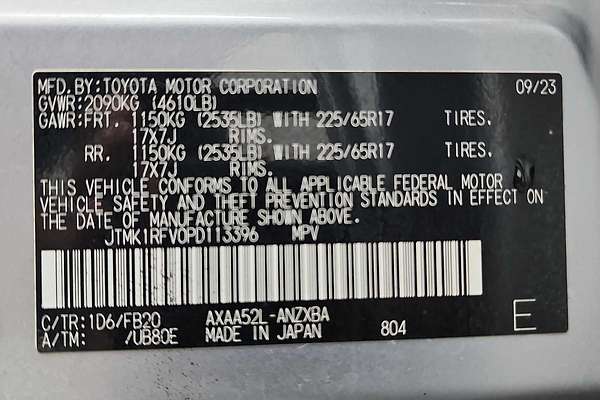 MFD.BY:TOYOTA MOTOR CORPORATION 09/23
GVWR:2090KG (4610LB)
GAWR:FRT. 1150KG (2535LB) WITH 225/65R17 TIRES.
17X7J RIMS.
RR. 1150KG (2535LB) WITH 225/65R17 TIRES.
17X7J RIMS.
THIS VEHICLE CONFORMS TO ALL APPLICABLE FEDERAL MOTOR
VEHICLE SAFETY AND THEFT PREVENTION STANDARDS IN EFFECT ON
THE DATE OF MANUFACTURE SHOWN ABOVE.
JTMK1RFV0PD113396 MPV
C/TR:1D6/FB20 AXAA52L-ANZXBA
A/TM: /UB80E MADE IN JAPAN 804 E